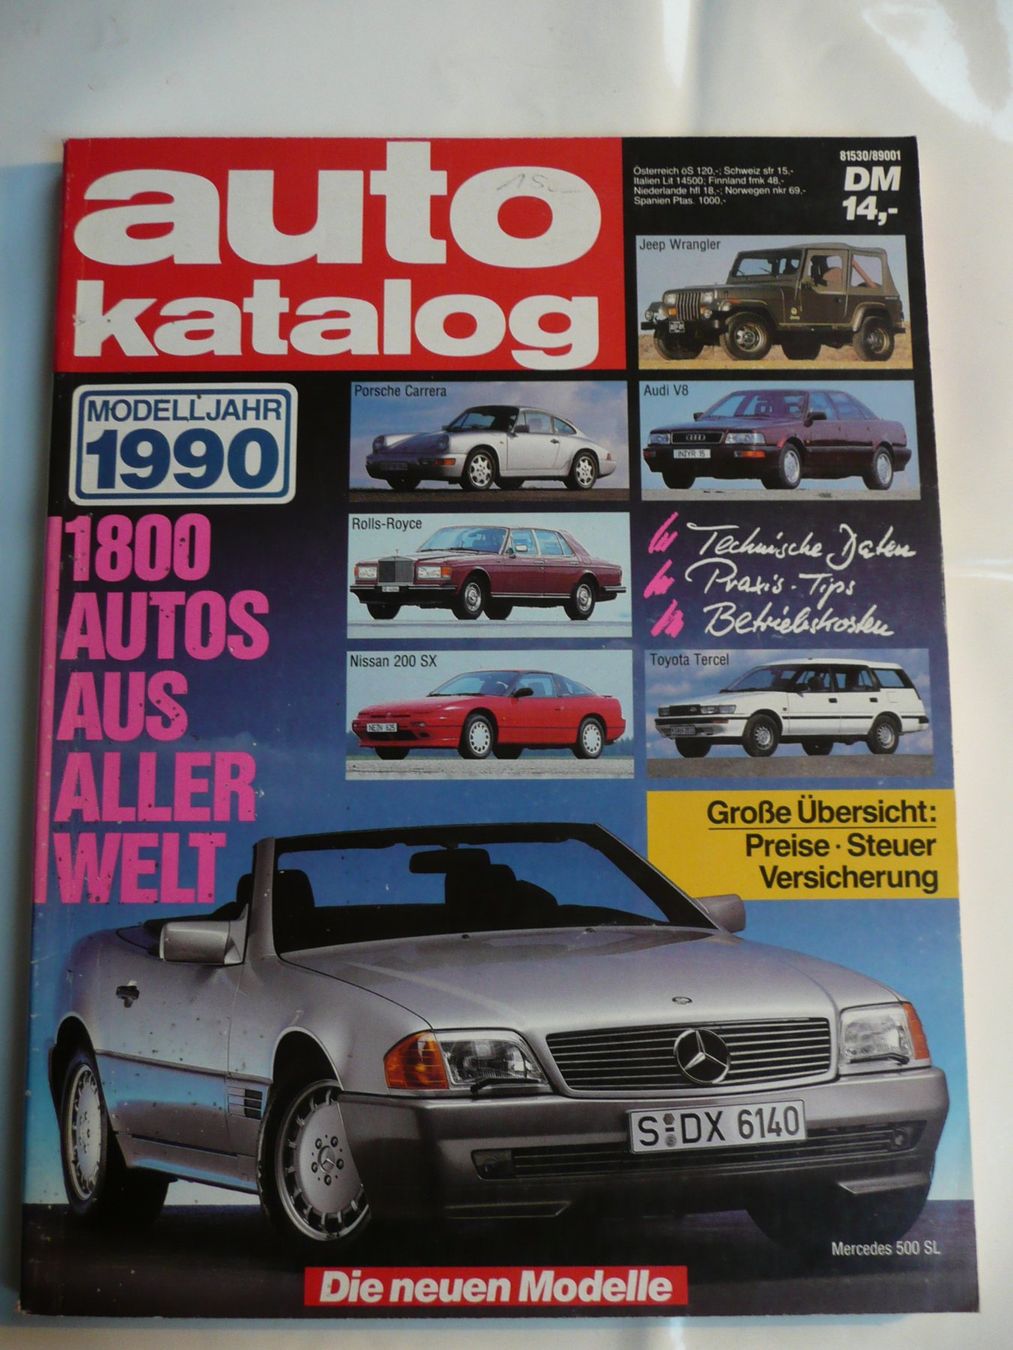 auto
katalog
81530/89001
Österreich öS 120,-; Schweiz sfr 15,-
Italien Lit 14500; Finnland fmk 48,-
Niederlande hfl 18,-; Norwegen nkr 69,-
Spanien Ptas. 1000,-
DM
14,-
Jeep Wrangler
MODELLJAHR
1990
Porsche Carrera
Audi V8
IN·YR 15
1800
AUTOS
AUS
ALLER
WELT
Rolls-Royce
Technische Daten
Praxis-Tips
Betriebskosten
Nissan 200 SX
Toyota Tercel
Große Übersicht:
Preise · Steuer
Versicherung
S DX 6140
Mercedes 500 SL
Die neuen Modelle